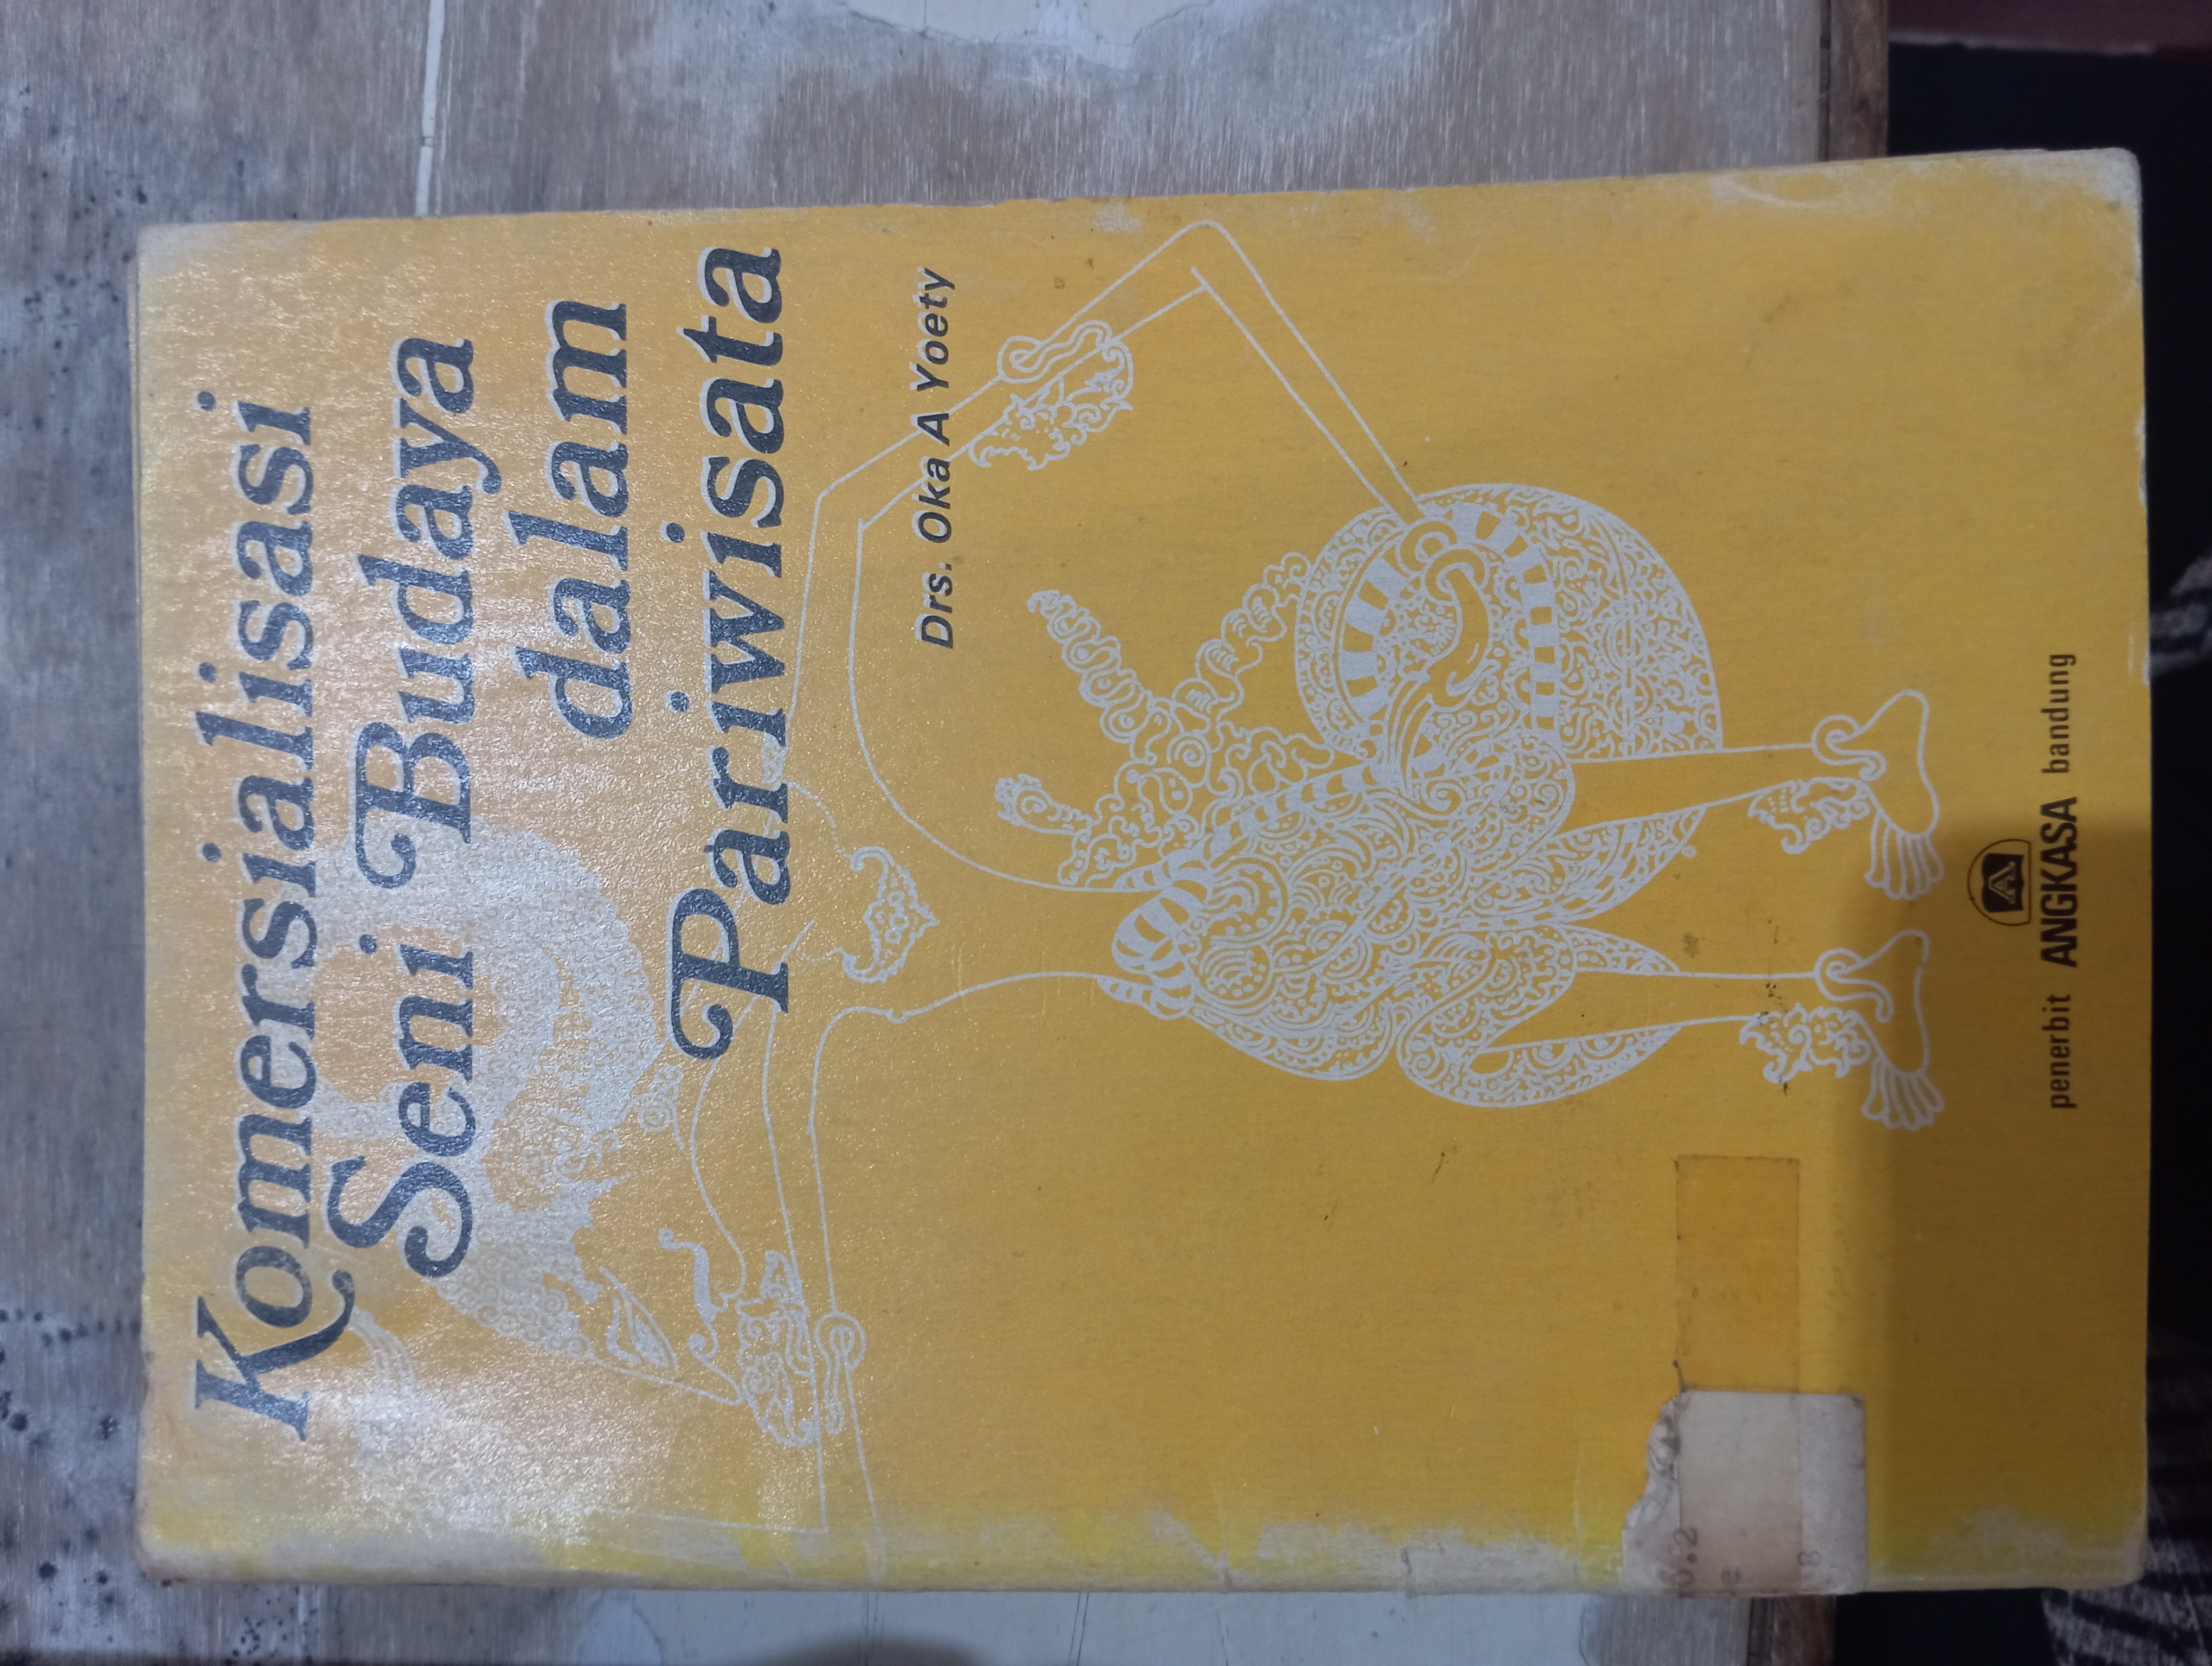 Komersialisasi
Seni Budaya
dalam
Pariwisata
Drs. Oka A Yoety
A
penerbit ANGKASA bandung